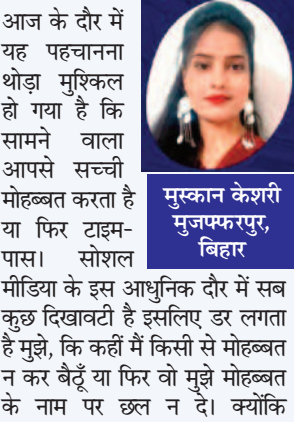 आज के दौर में
यह पहचानना
थोड़ा मुश्किल
हो गया है कि
सामने वाला
आपसे सच्ची
मोहब्बत करता है
या फिर टाइम-
पास। सोशल
मुस्कान केशरी
मुजफ्फरपुर,
बिहार
मीडिया के इस आधुनिक दौर में सब
कुछ दिखावटी है इसलिए डर लगता
है मुझे, कि कहीं मैं किसी से मोहब्बत
न कर बैठूँ या फिर वो मुझे मोहब्बत
के नाम पर छल न दे। क्योंकि